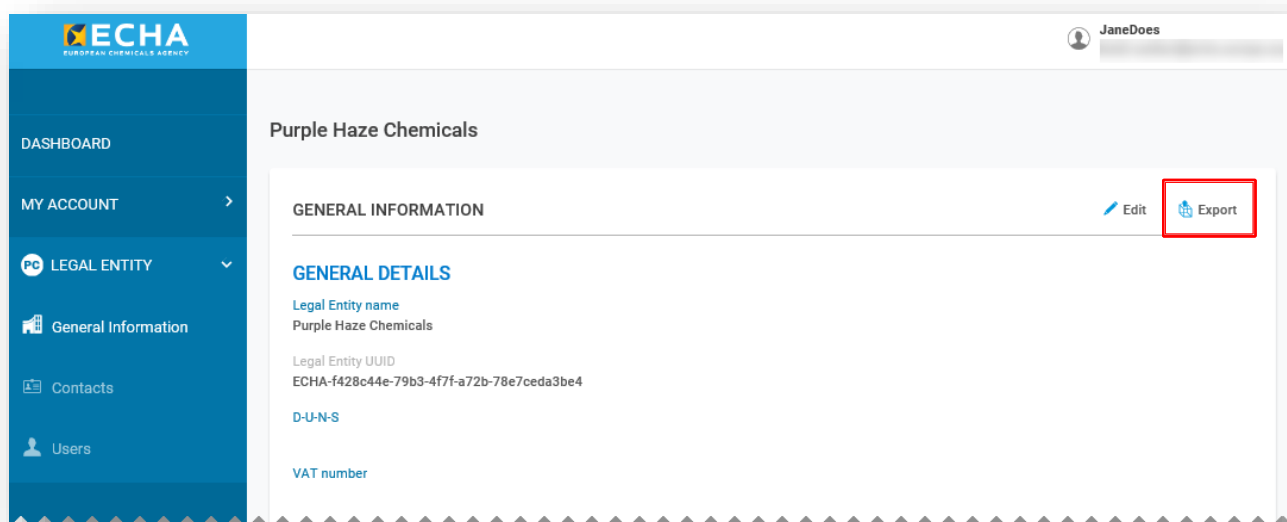 ECHA
EUROPEAN CHEMICALS AGENCY
JaneDoes
DASHBOARD
MY ACCOUNT
PC LEGAL ENTITY
General Information
Contacts
Users
Purple Haze Chemicals
GENERAL INFORMATION
Edit
Export
GENERAL DETAILS
Legal Entity name
Purple Haze Chemicals
Legal Entity UUID
ECHA-f428c44e-79b3-4f7f-a72b-78e7ceda3be4
D-U-N-S
VAT number